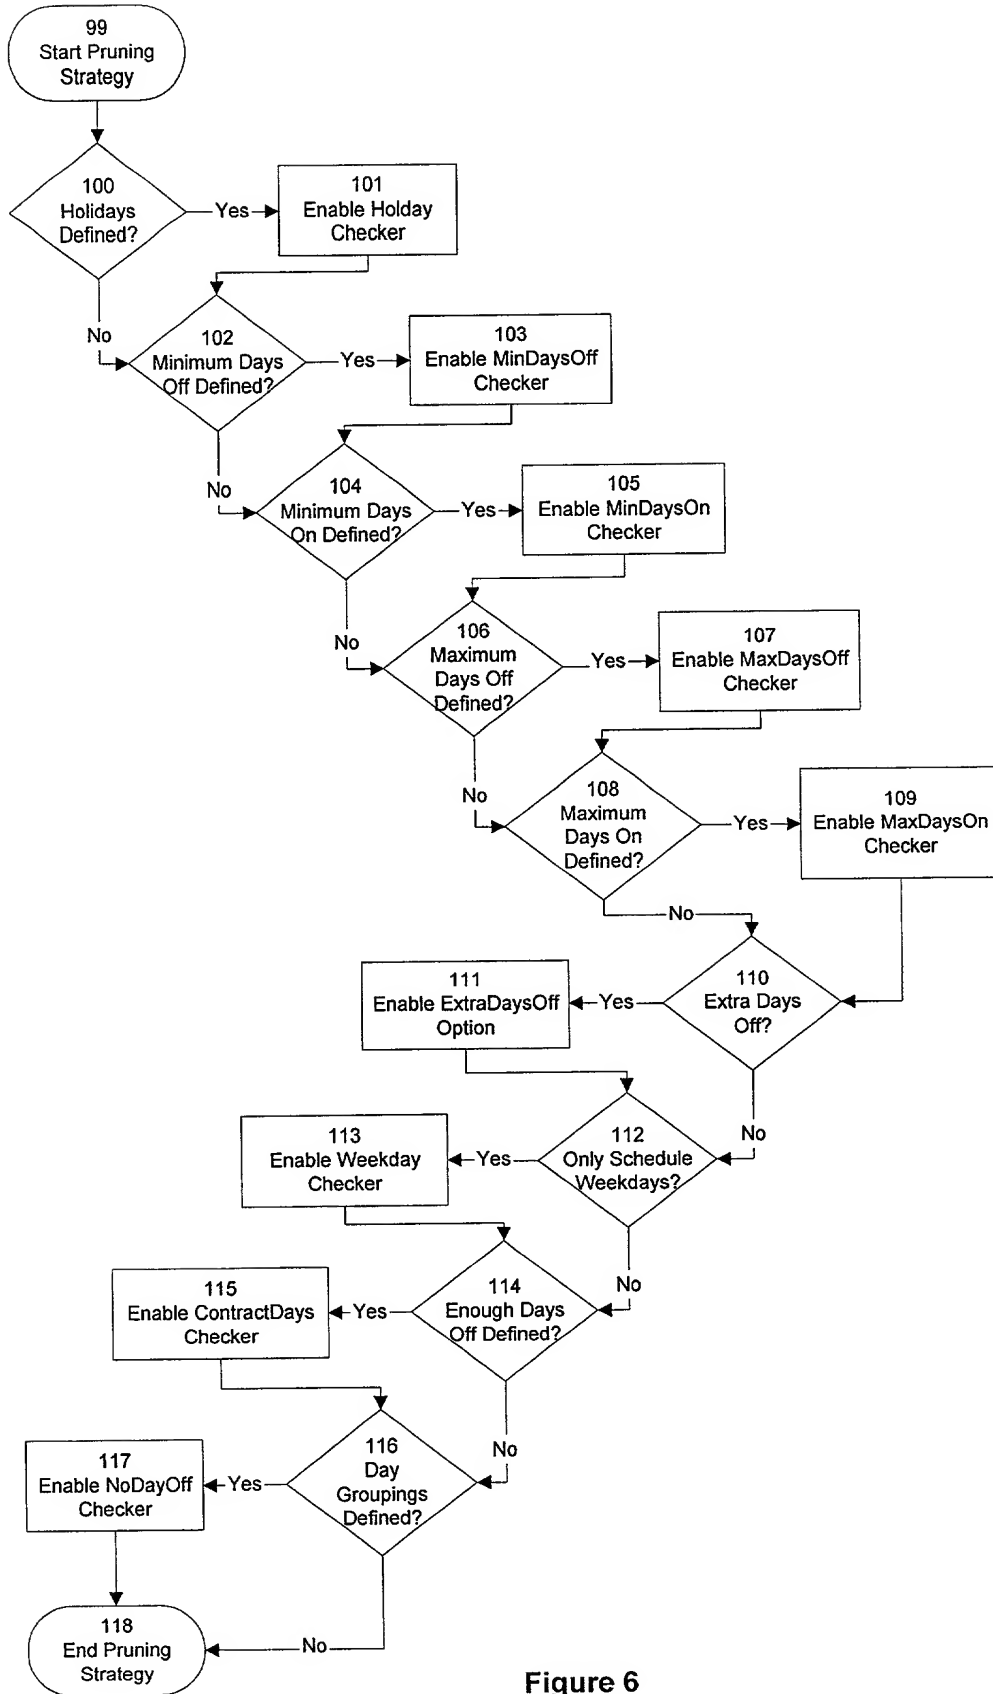 99
Start Pruning
Strategy
100
Holidays
Defined?
Yes
101
Enable Holday
Checker
No
102
Minimum Days
Off Defined?
Yes
103
Enable MinDaysOff
Checker
No
104
Minimum Days
On Defined?
Yes
105
Enable MinDaysOn
Checker
No
106
Maximum
Days Off
Defined?
Yes
107
Enable MaxDaysOff
Checker
No
108
Maximum
Days On
Defined?
Yes
109
Enable MaxDaysOn
Checker
No
110
Extra Days
Off?
Yes
111
Enable ExtraDaysOff
Option
No
112
Only Schedule
Weekdays?
Yes
113
Enable Weekday
Checker
No
114
Enough Days
Off Defined?
Yes
115
Enable ContractDays
Checker
No
116
Day
Groupings
Defined?
Yes
117
Enable NoDayOff
Checker
No
118
End Pruning
Strategy
Figure 6